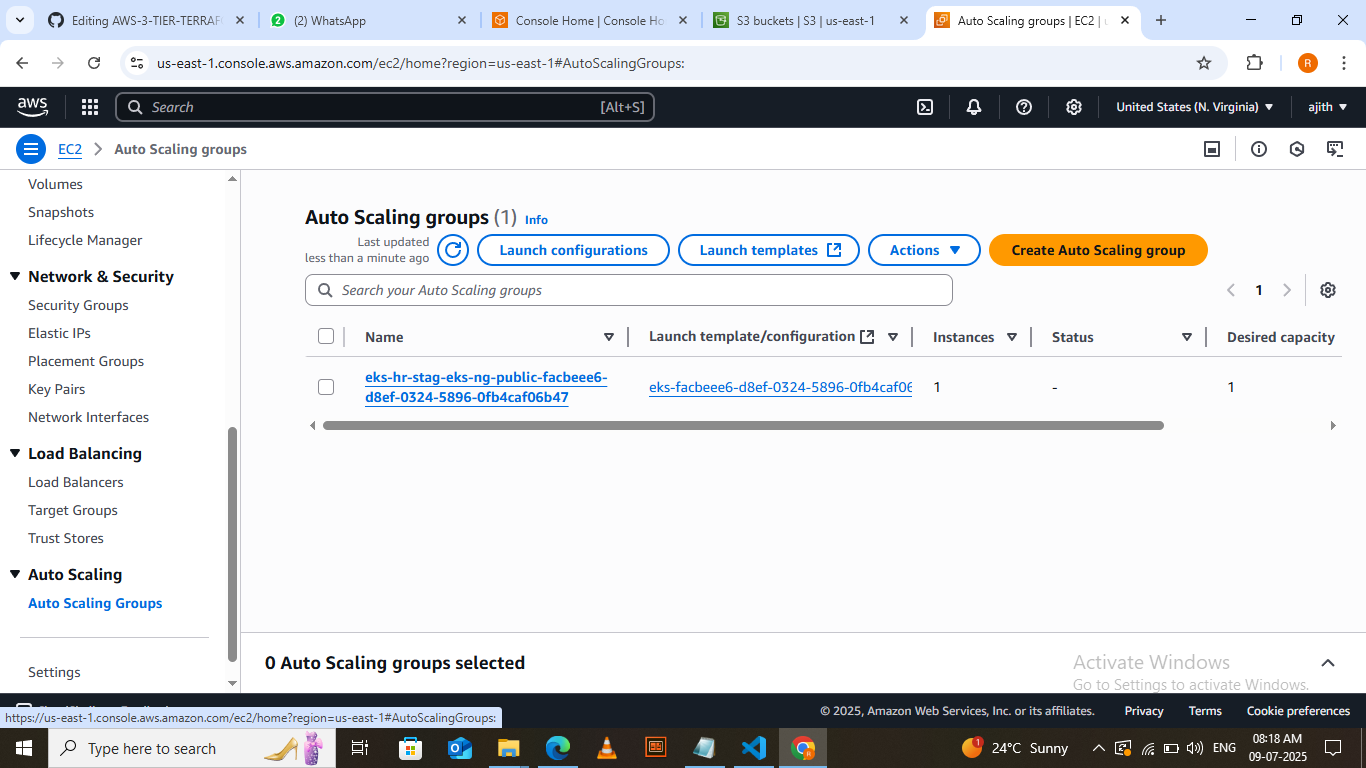 Editing AWS-3-TIER-TERRAF
(2) WhatsApp
Console Home | Console Ho
S3 buckets | S3 | us-east-1
Auto Scaling groups | EC2 | u
us-east-1.console.aws.amazon.com/ec2/home?region=us-east-1#AutoScalingGroups:
R
aws
Search
[Alt+S]
United States (N. Virginia)
ajith
EC2
Auto Scaling groups
Volumes
Snapshots
Lifecycle Manager
Network & Security
Security Groups
Elastic IPs
Placement Groups
Key Pairs
Network Interfaces
Load Balancing
Load Balancers
Target Groups
Trust Stores
Auto Scaling
Auto Scaling Groups
Settings
Auto Scaling groups (1) Info
Last updated
less than a minute ago
Launch configurations
Launch templates
Actions
Create Auto Scaling group
Search your Auto Scaling groups
1
Name
Launch template/configuration
Instances
Status
Desired capacity
eks-hr-stag-eks-ng-public-facbeee6-
d8ef-0324-5896-0fb4caf06b47
eks-facbeee6-d8ef-0324-5896-0fb4caf06
1
-
1
0 Auto Scaling groups selected
Activate Windows
Go to Settings to activate Windows.
https://us-east-1.console.aws.amazon.com/ec2/home?region=us-east-1#AutoScalingGroups:
© 2025, Amazon Web Services, Inc. or its affiliates.
Privacy
Terms
Cookie preferences
Type here to search
24°C Sunny
ENG
08:18 AM
09-07-2025